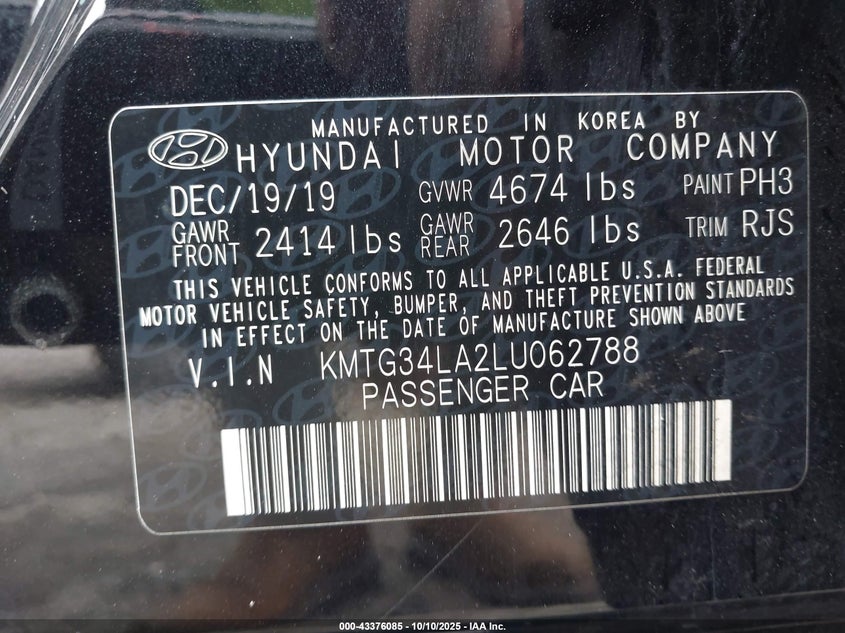 MANUFACTURED IN KOREA BY
HYUNDAI MOTOR COMPANY
DEC/19/19 GVWR 4674 lbs PAINT PH3
GAWR FRONT 2414 lbs GAWR REAR 2646 lbs TRIM RJS
THIS VEHICLE CONFORMS TO ALL APPLICABLE U.S.A. FEDERAL
MOTOR VEHICLE SAFETY, BUMPER, AND THEFT PREVENTION STANDARDS
IN EFFECT ON THE DATE OF MANUFACTURE SHOWN ABOVE
V.I.N KMTG34LA2LU062788
PASSENGER CAR
000-43376085 - 10/10/2025 - IAA Inc.